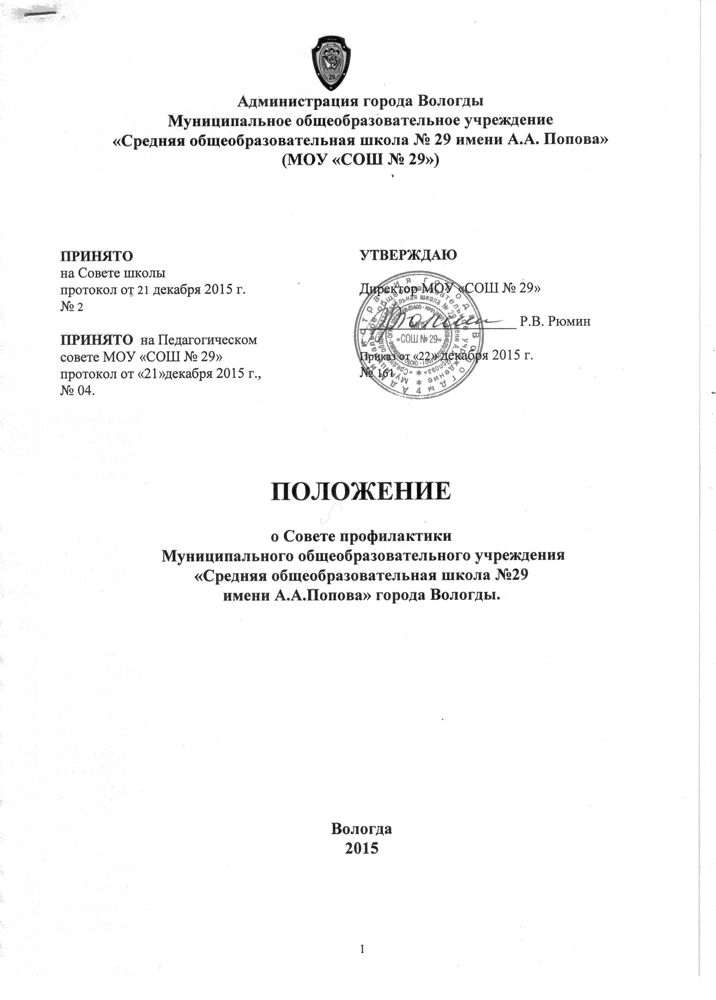 29
Администрация города Вологды
Муниципальное общеобразовательное учреждение
«Средняя общеобразовательная школа № 29 имени А.А. Попова»
(МОУ «СОШ № 29»)
ПРИНЯТО
на Совете школы
протокол от 21 декабря 2015 г.
№ 2
ПРИНЯТО на Педагогическом
совете МОУ «СОШ № 29»
протокол от «21»декабря 2015 г.,
№ 04.
УТВЕРЖДАЮ
Директор МОУ «СОШ № 29»
Р.В. Рюмин
Приказ от «22» декабря 2015 г.
№ 161
МОУ
«СОШ № 29»
ПОЛОЖЕНИЕ
о Совете профилактики
Муниципального общеобразовательного учреждения
«Средняя общеобразовательная школа №29
имени А.А.Попова» города Вологды.
Вологда
2015
1